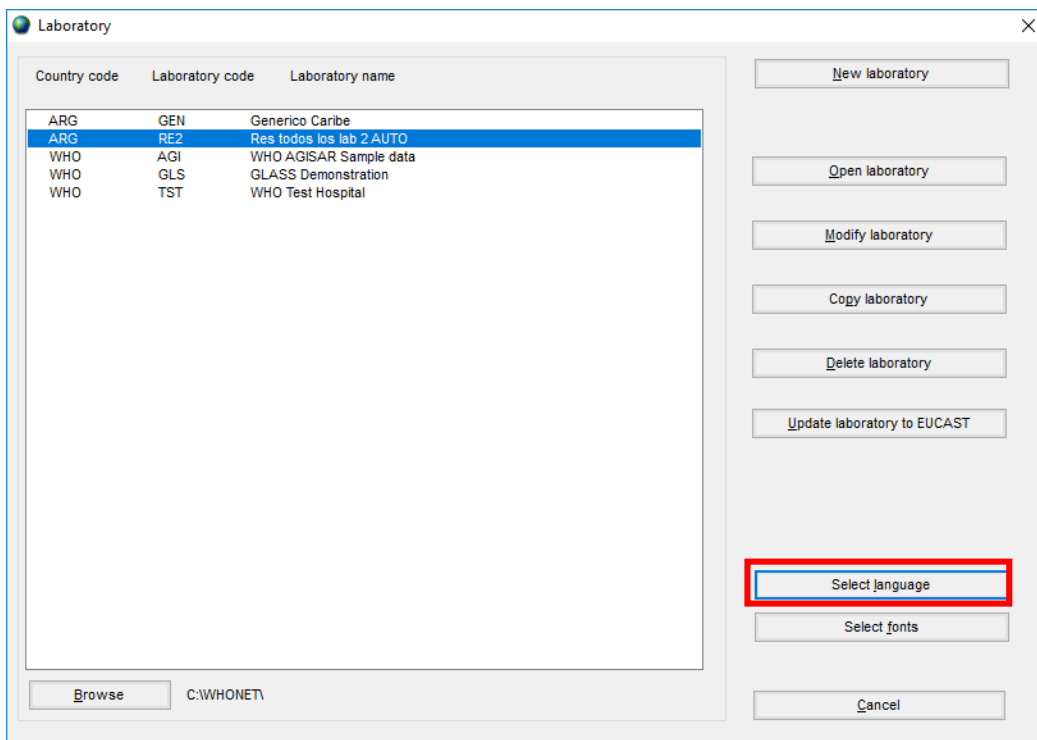 Laboratory
Country code Laboratory code Laboratory name
ARG GEN Generico Caribe
ARG RE2 Res todos los lab 2 AUTO
WHO AGI WHO AGISAR Sample data
WHO GLS GLASS Demonstration
WHO TST WHO Test Hospital
Browse C:\WHONET\
New laboratory
Open laboratory
Modify laboratory
Copy laboratory
Delete laboratory
Update laboratory to EUCAST
Select language
Select fonts
Cancel